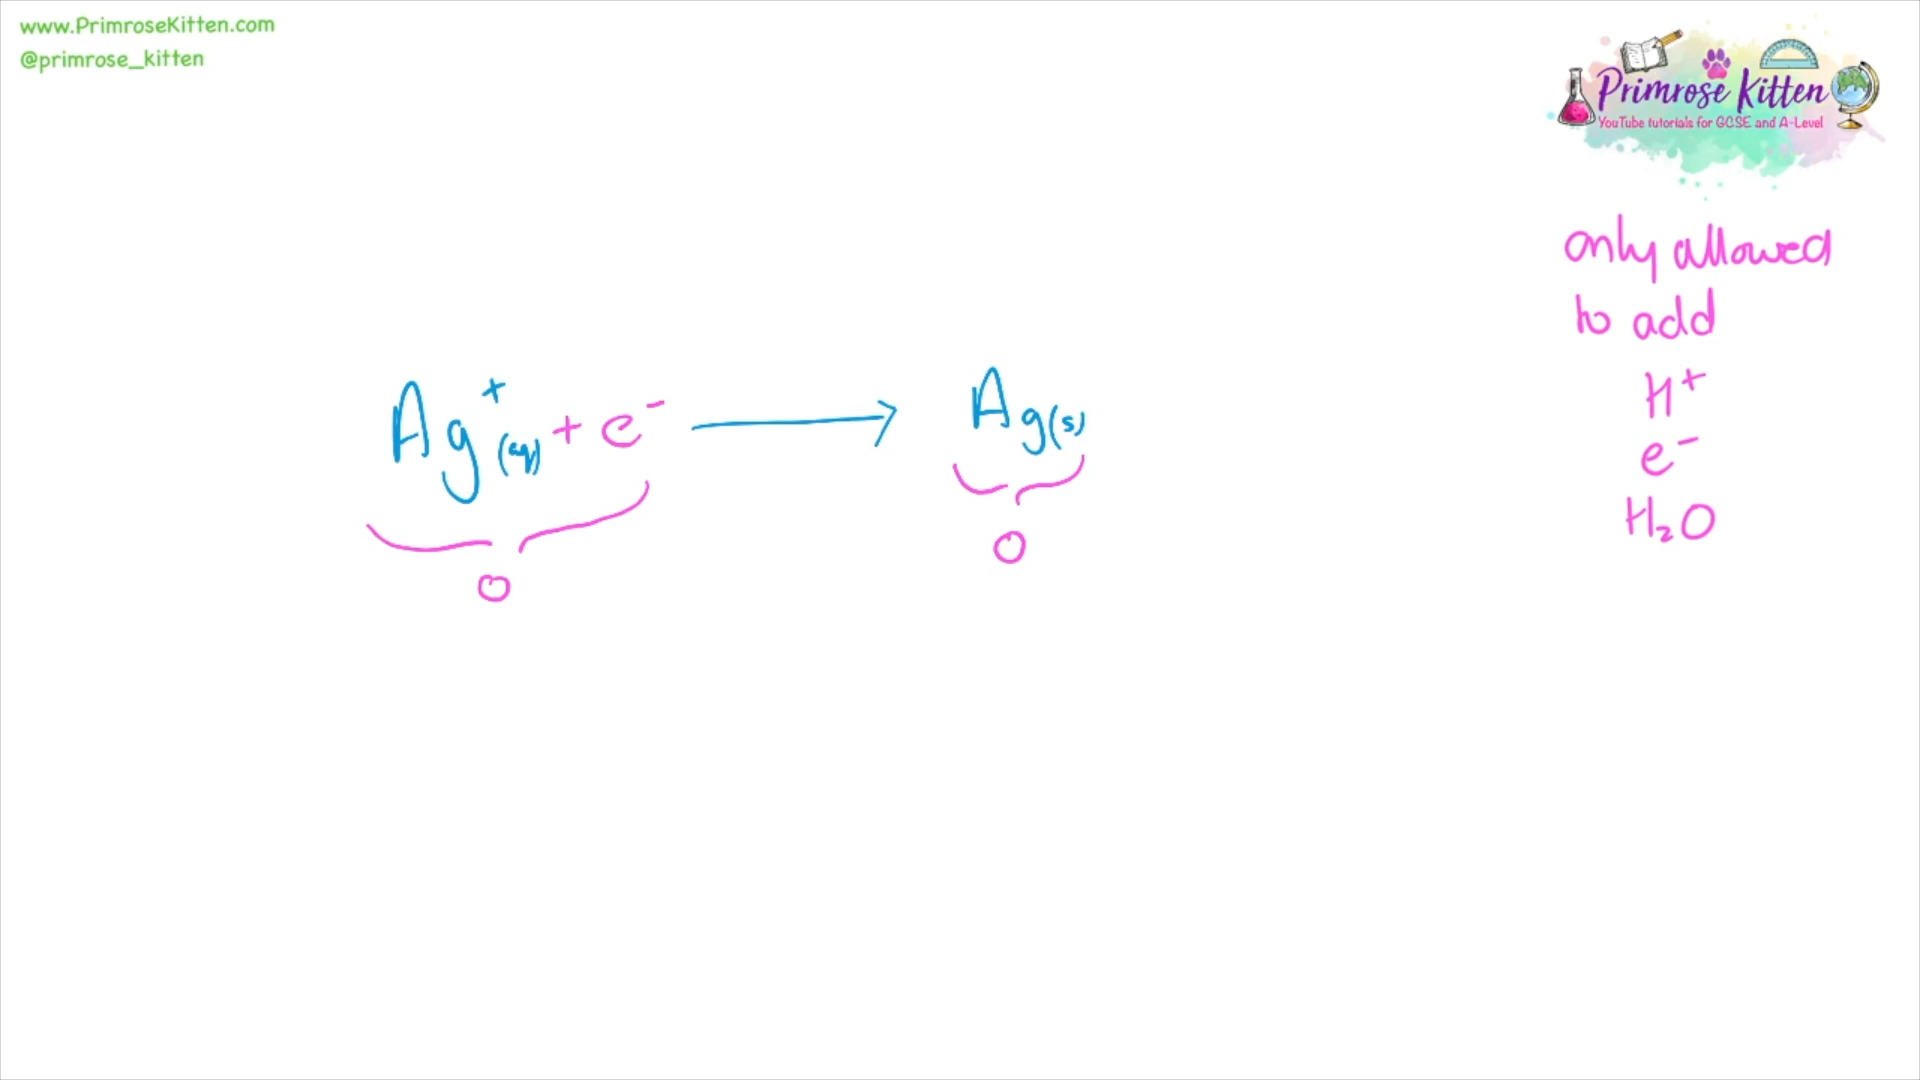 www.PrimroseKitten.com
@primrose_kitten
Primrose Kitten
YouTube tutorials for GCSE and A-Level
only allowed
to add
H⁺
e⁻
H₂O
Ag⁺(aq) + e⁻ → Ag(s)
0 0